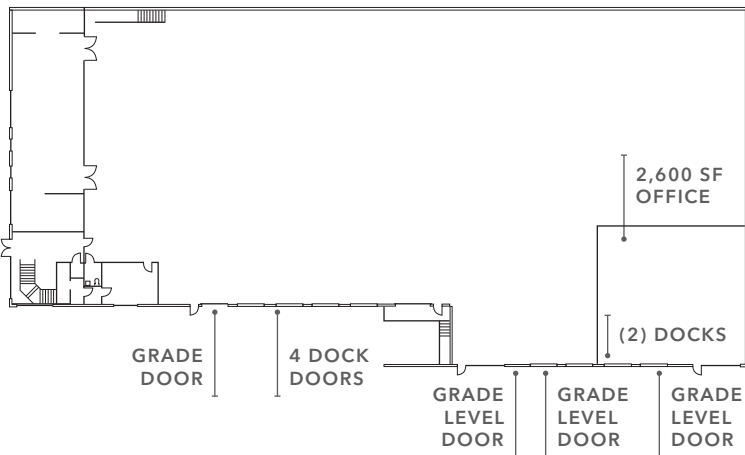 2,600 SF
OFFICE
(2) DOCKS
GRADE
DOOR
4 DOCK
DOORS
GRADE
LEVEL
DOOR
GRADE
LEVEL
DOOR
GRADE
LEVEL
DOOR